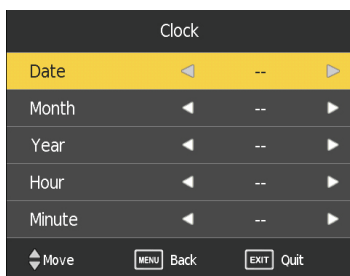 Clock
Date --
Month --
Year --
Hour --
Minute --
Move MENU Back EXIT Quit